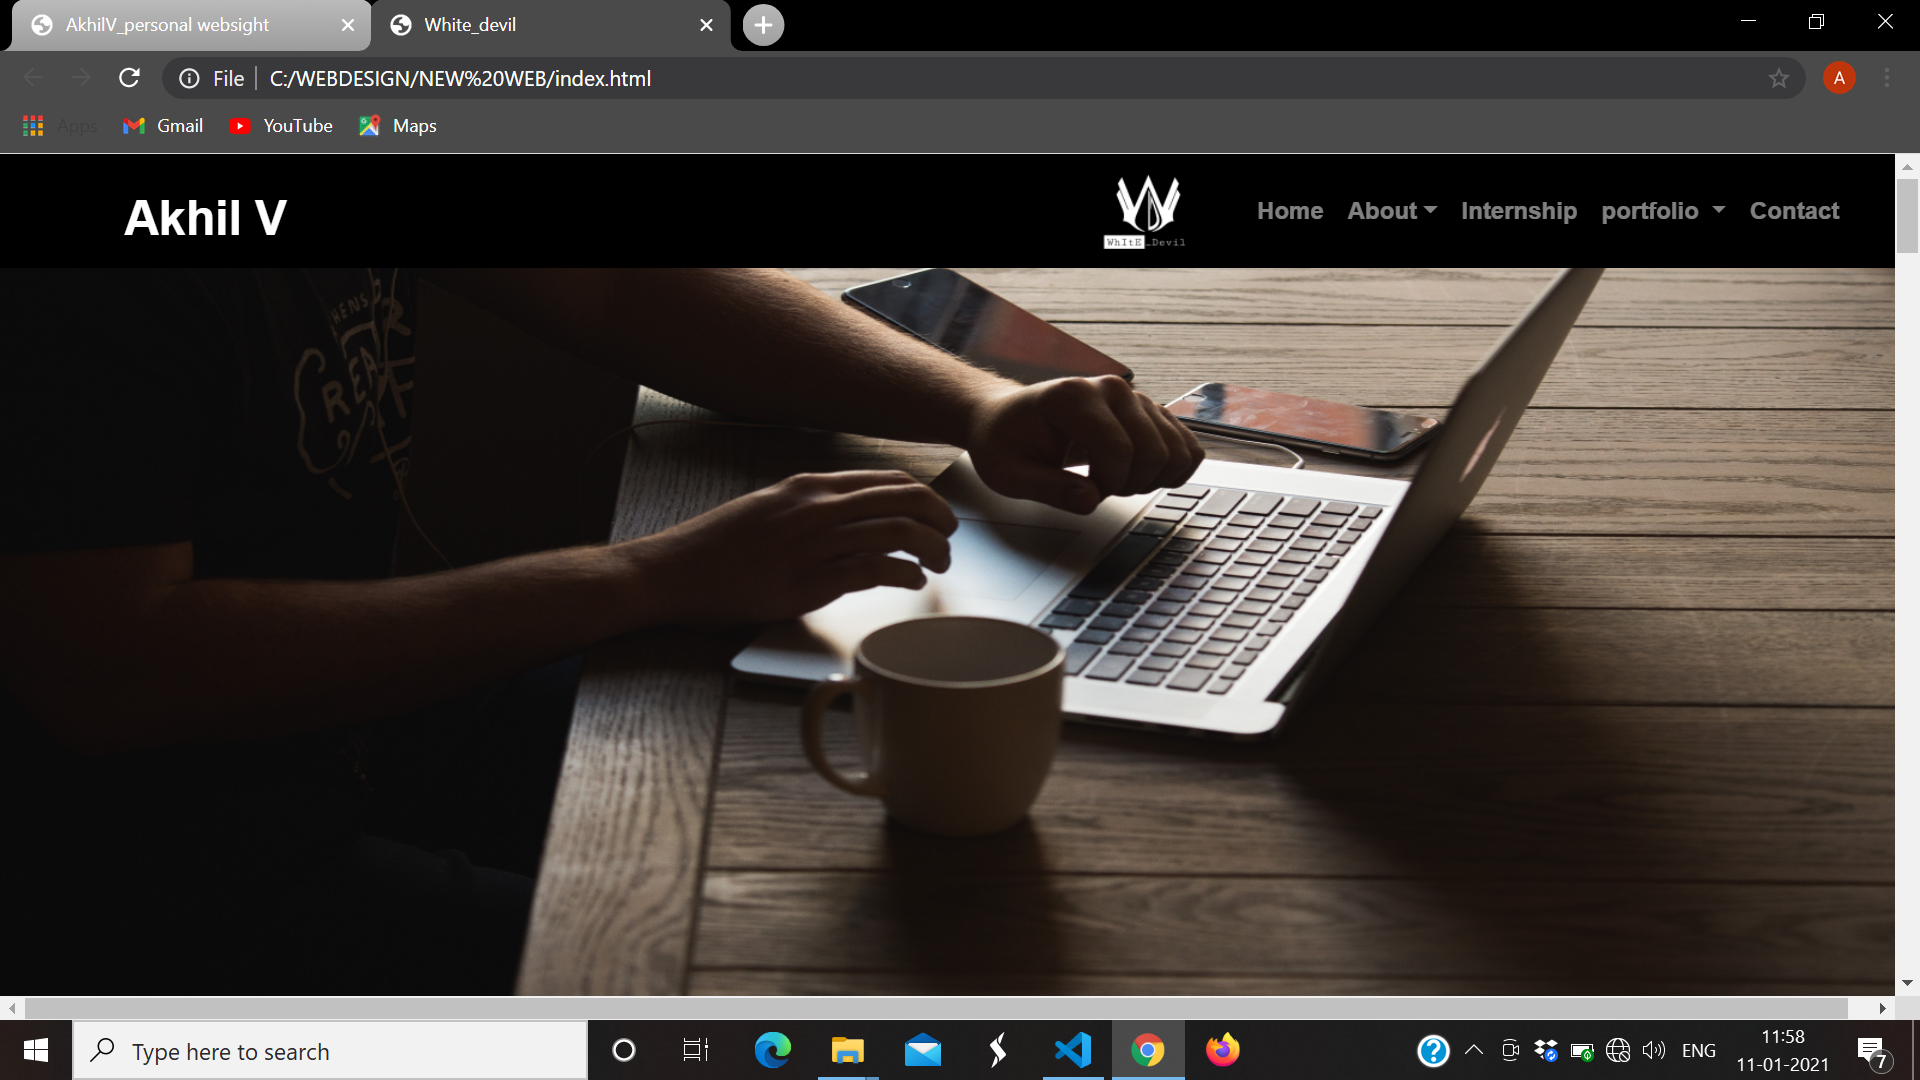 AkhilV_personal websight
White_devil
File
C:/WEBDESIGN/NEW%20WEB/index.html
A
Apps
Gmail
YouTube
Maps
Akhil V
WhItE_Devil
Home
About
Internship
portfolio
Contact
CREA
Type here to search
ENG
11:58
11-01-2021
7